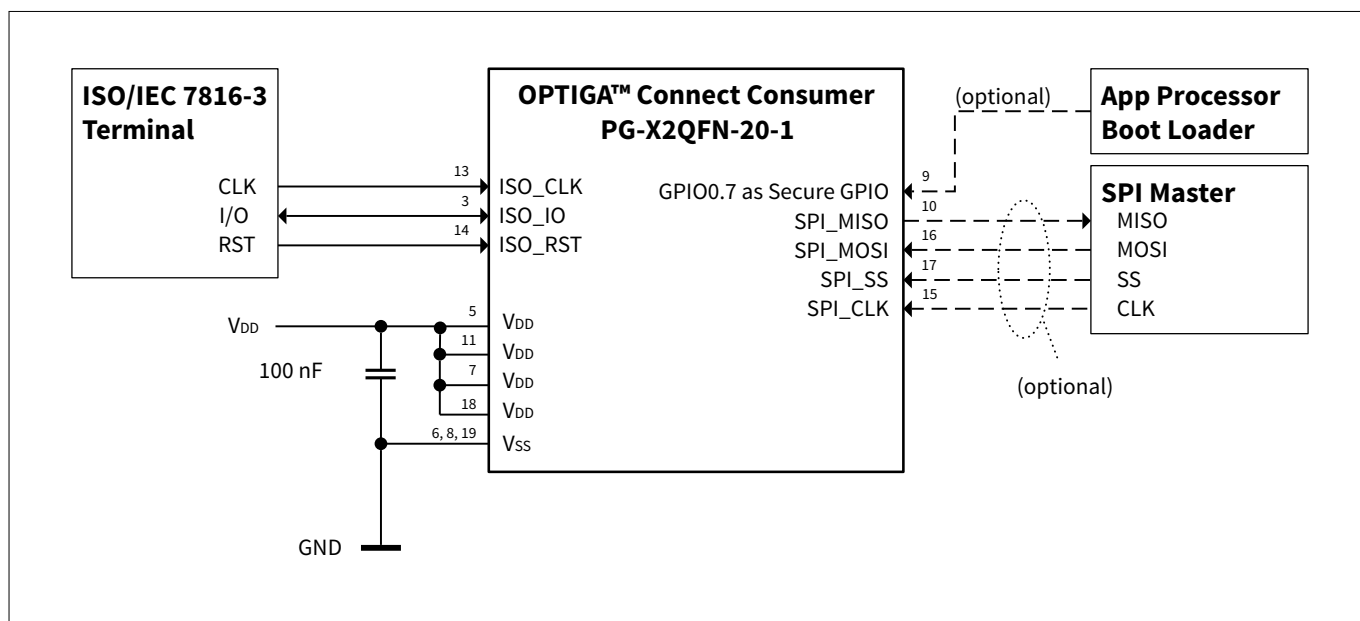 ISO/IEC 7816-3
Terminal
CLK
I/O
RST
13
3
14
OPTIGA™ Connect Consumer
PG-X2QFN-20-1
ISO_CLK
ISO_IO
ISO_RST
GPIO0.7 as Secure GPIO
SPI_MISO
SPI_MOSI
SPI_SS
SPI_CLK
9
10
16
17
15
(optional)
App Processor
Boot Loader
SPI Master
MISO
MOSI
SS
CLK
(optional)
VDD
100 nF
5
11
7
18
6, 8, 19
VDD
VDD
VDD
VDD
VSS
GND